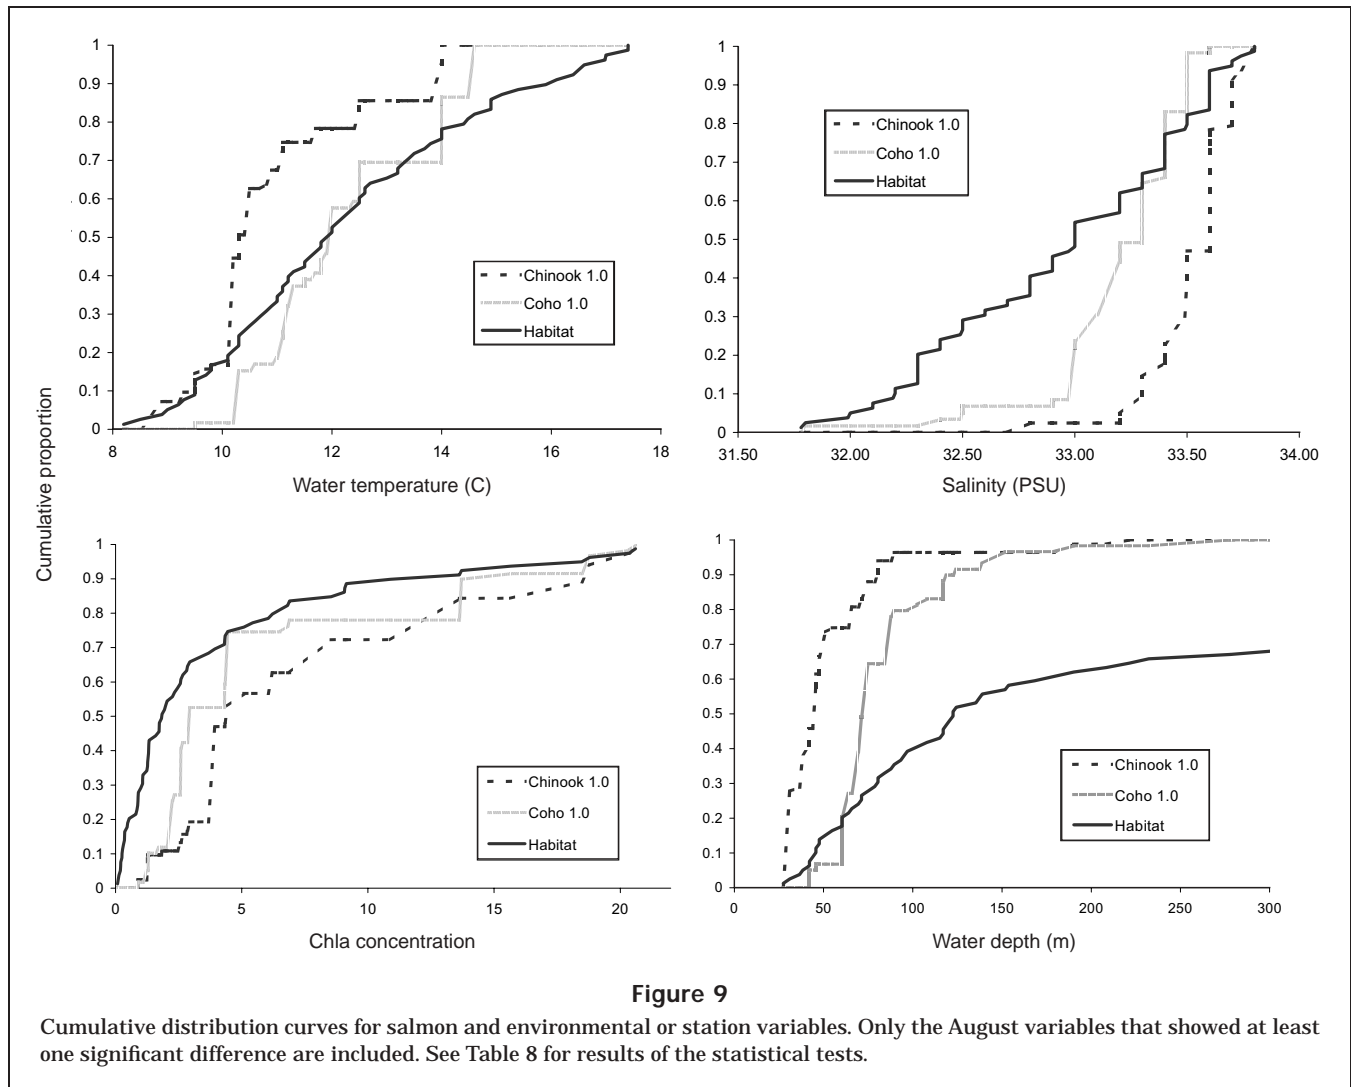 Cumulative proportion
1
0.9
0.8
0.7
0.6
0.5
0.4
0.3
0.2
0.1
0
8 10 12 14 16 18
Water temperature (C)
Chinook 1.0
Coho 1.0
Habitat
1
0.9
0.8
0.7
0.6
0.5
0.4
0.3
0.2
0.1
0
31.50 32.00 32.50 33.00 33.50 34.00
Salinity (PSU)
Chinook 1.0
Coho 1.0
Habitat
1
0.9
0.8
0.7
0.6
0.5
0.4
0.3
0.2
0.1
0
0 5 10 15 20
Chla concentration
Chinook 1.0
Coho 1.0
Habitat
1
0.9
0.8
0.7
0.6
0.5
0.4
0.3
0.2
0.1
0
0 50 100 150 200 250 300
Water depth (m)
Chinook 1.0
Coho 1.0
Habitat
Figure 9
Cumulative distribution curves for salmon and environmental or station variables. Only the August variables that showed at least
one significant difference are included. See Table 8 for results of the statistical tests.